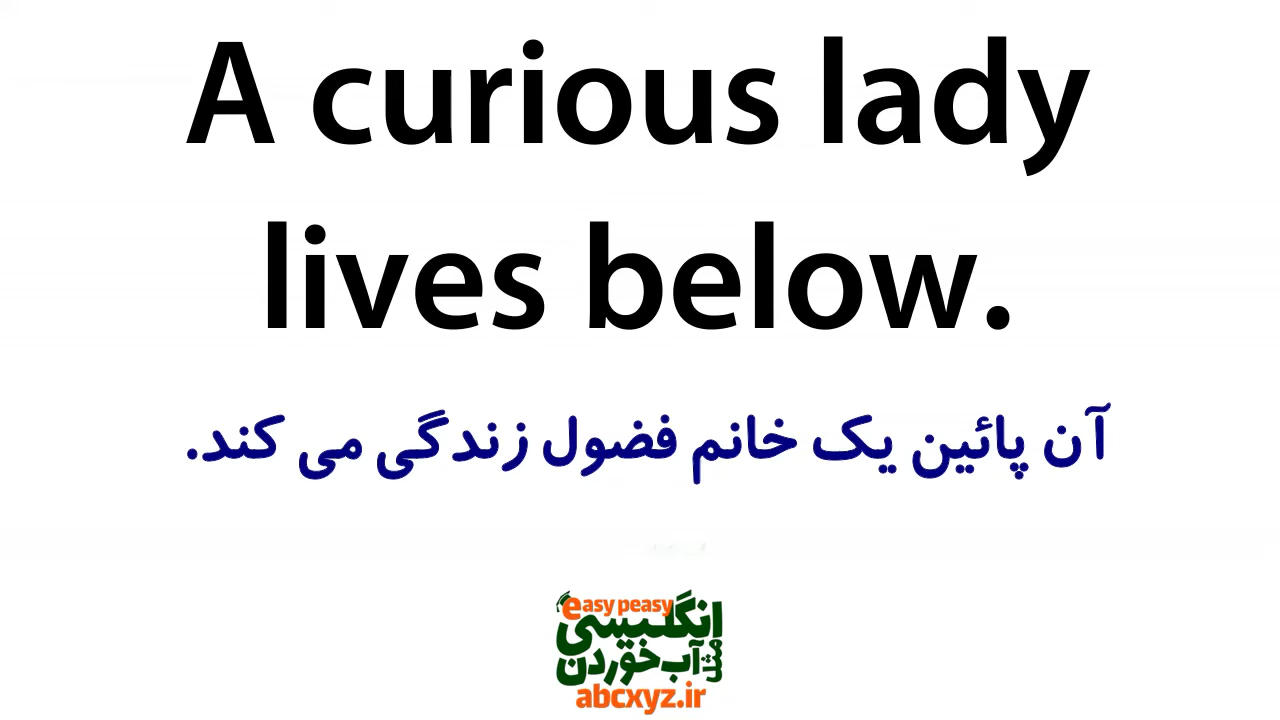 A curious lady
lives below.
آن پائین یک خانم فضول زندگی می کند.
easy peasy
انگلیسی
مثل آب خوردن
abcxyz.ir